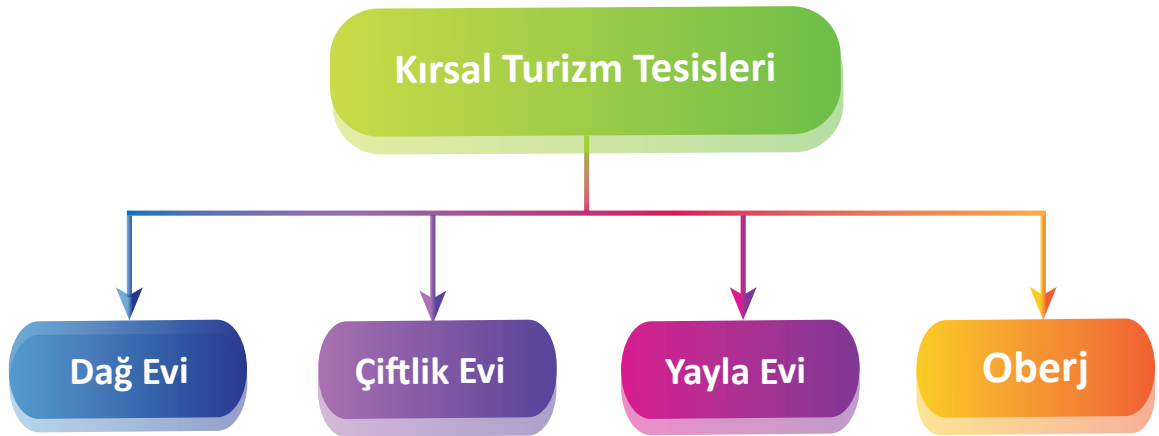 Kırsal Turizm Tesisleri
Dağ Evi
Çiftlik Evi
Yayla Evi
Oberj